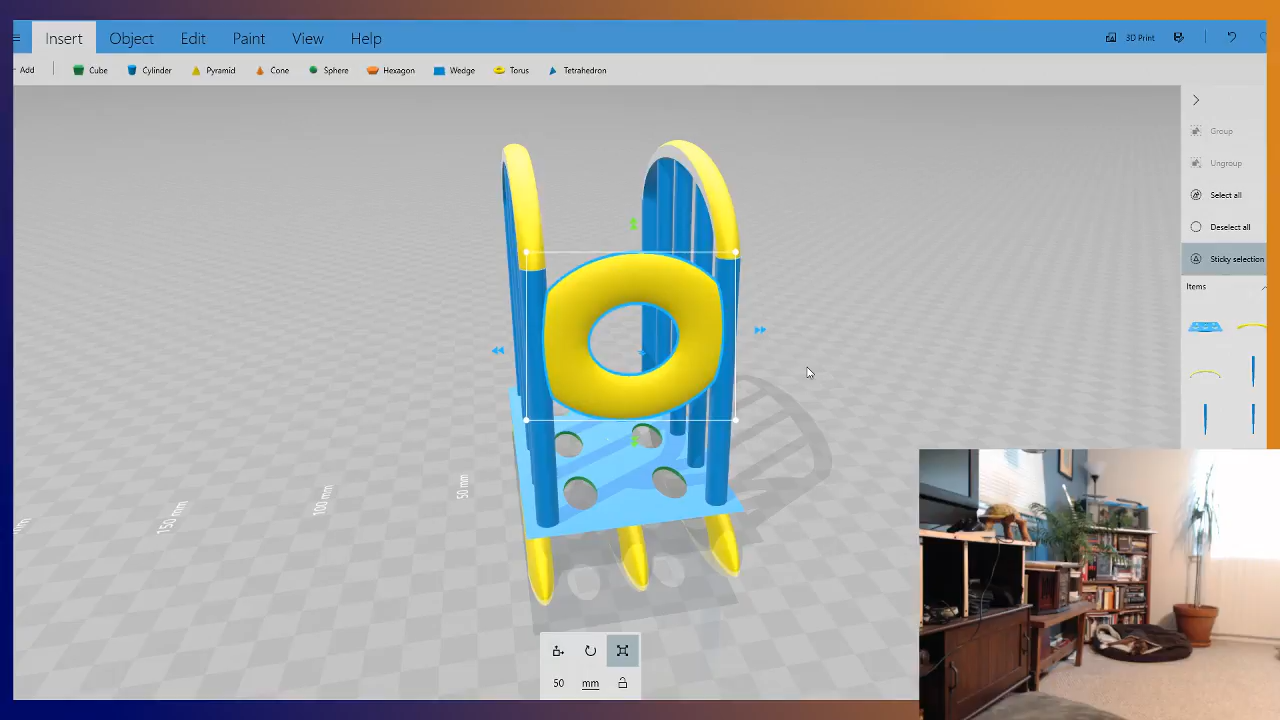 Insert Object Edit Paint View Help 3D Print
Add Cube Cylinder Pyramid Cone Sphere Hexagon Wedge Torus Tetrahedron
Group
Ungroup
Select all
Deselect all
Sticky selection
Items
50 mm
100 mm
150 mm
50 mm